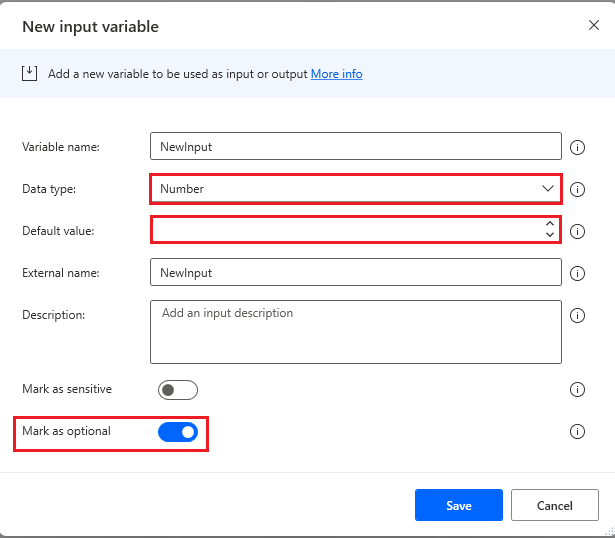 New input variable
Add a new variable to be used as input or output More info
Variable name: NewInput
Data type: Number
Default value:
External name: NewInput
Description: Add an input description
Mark as sensitive
Mark as optional
Save Cancel